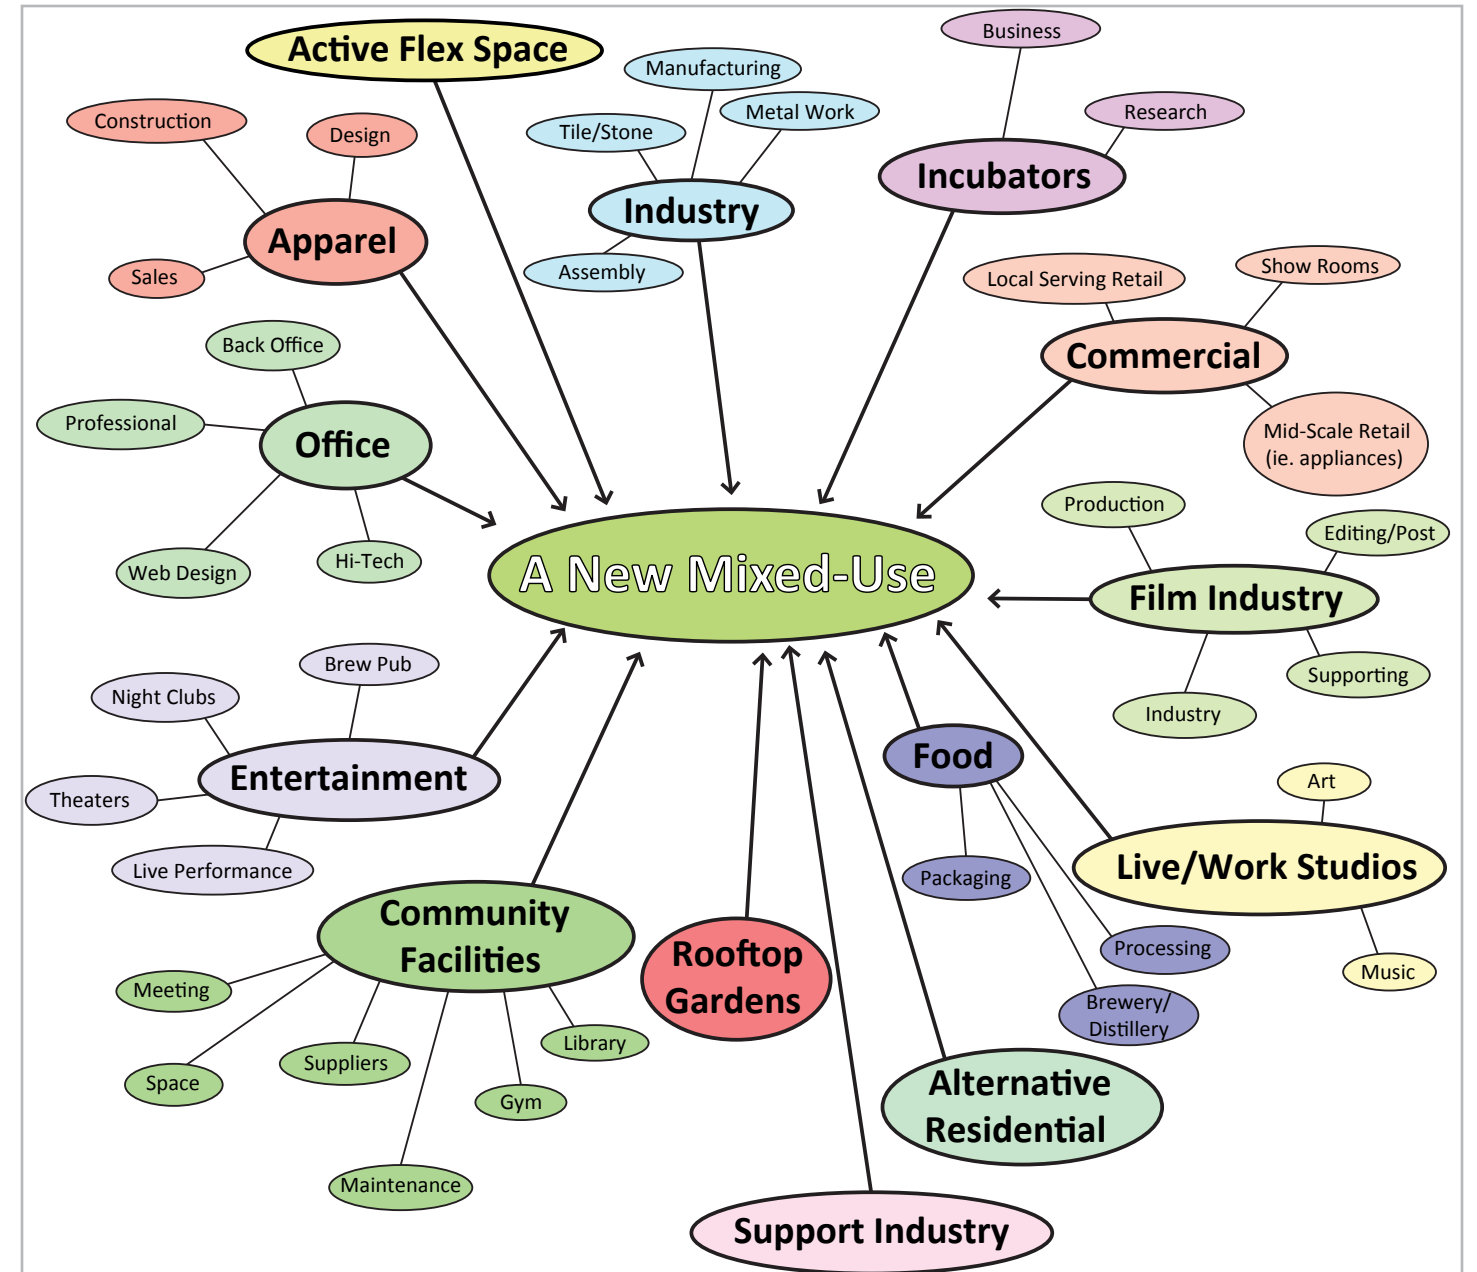 Active Flex Space
Construction
Design
Apparel
Sales
Manufacturing
Metal Work
Tile/Stone
Industry
Assembly
Business
Research
Incubators
Local Serving Retail
Show Rooms
Commercial
Mid-Scale Retail
(ie. appliances)
Back Office
Professional
Office
Web Design
Hi-Tech
A New Mixed-Use
Production
Editing/Post
Film Industry
Supporting
Industry
Brew Pub
Night Clubs
Entertainment
Theaters
Live Performance
Food
Packaging
Processing
Brewery/
Distillery
Art
Live/Work Studios
Music
Community
Facilities
Meeting
Space
Suppliers
Library
Gym
Maintenance
Rooftop
Gardens
Alternative
Residential
Support Industry